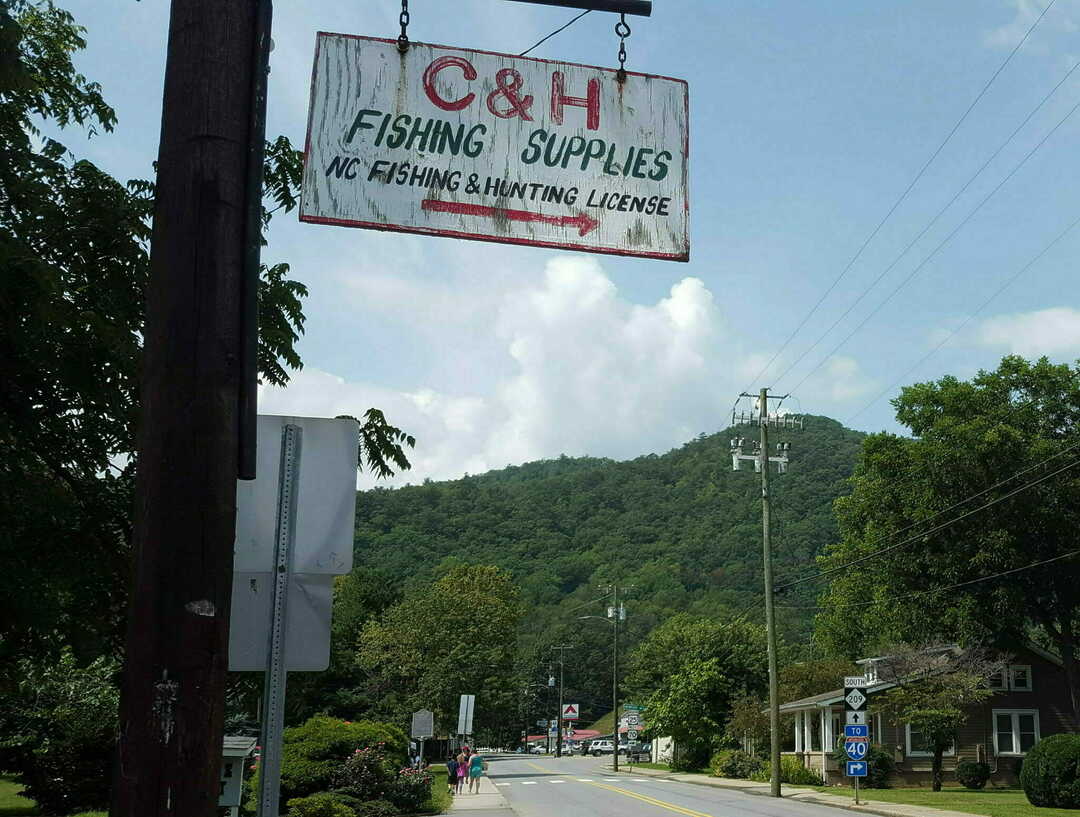 C & H
FISHING SUPPLIES
NC FISHING & HUNTING LICENSE
SOUTH
209
TO
40